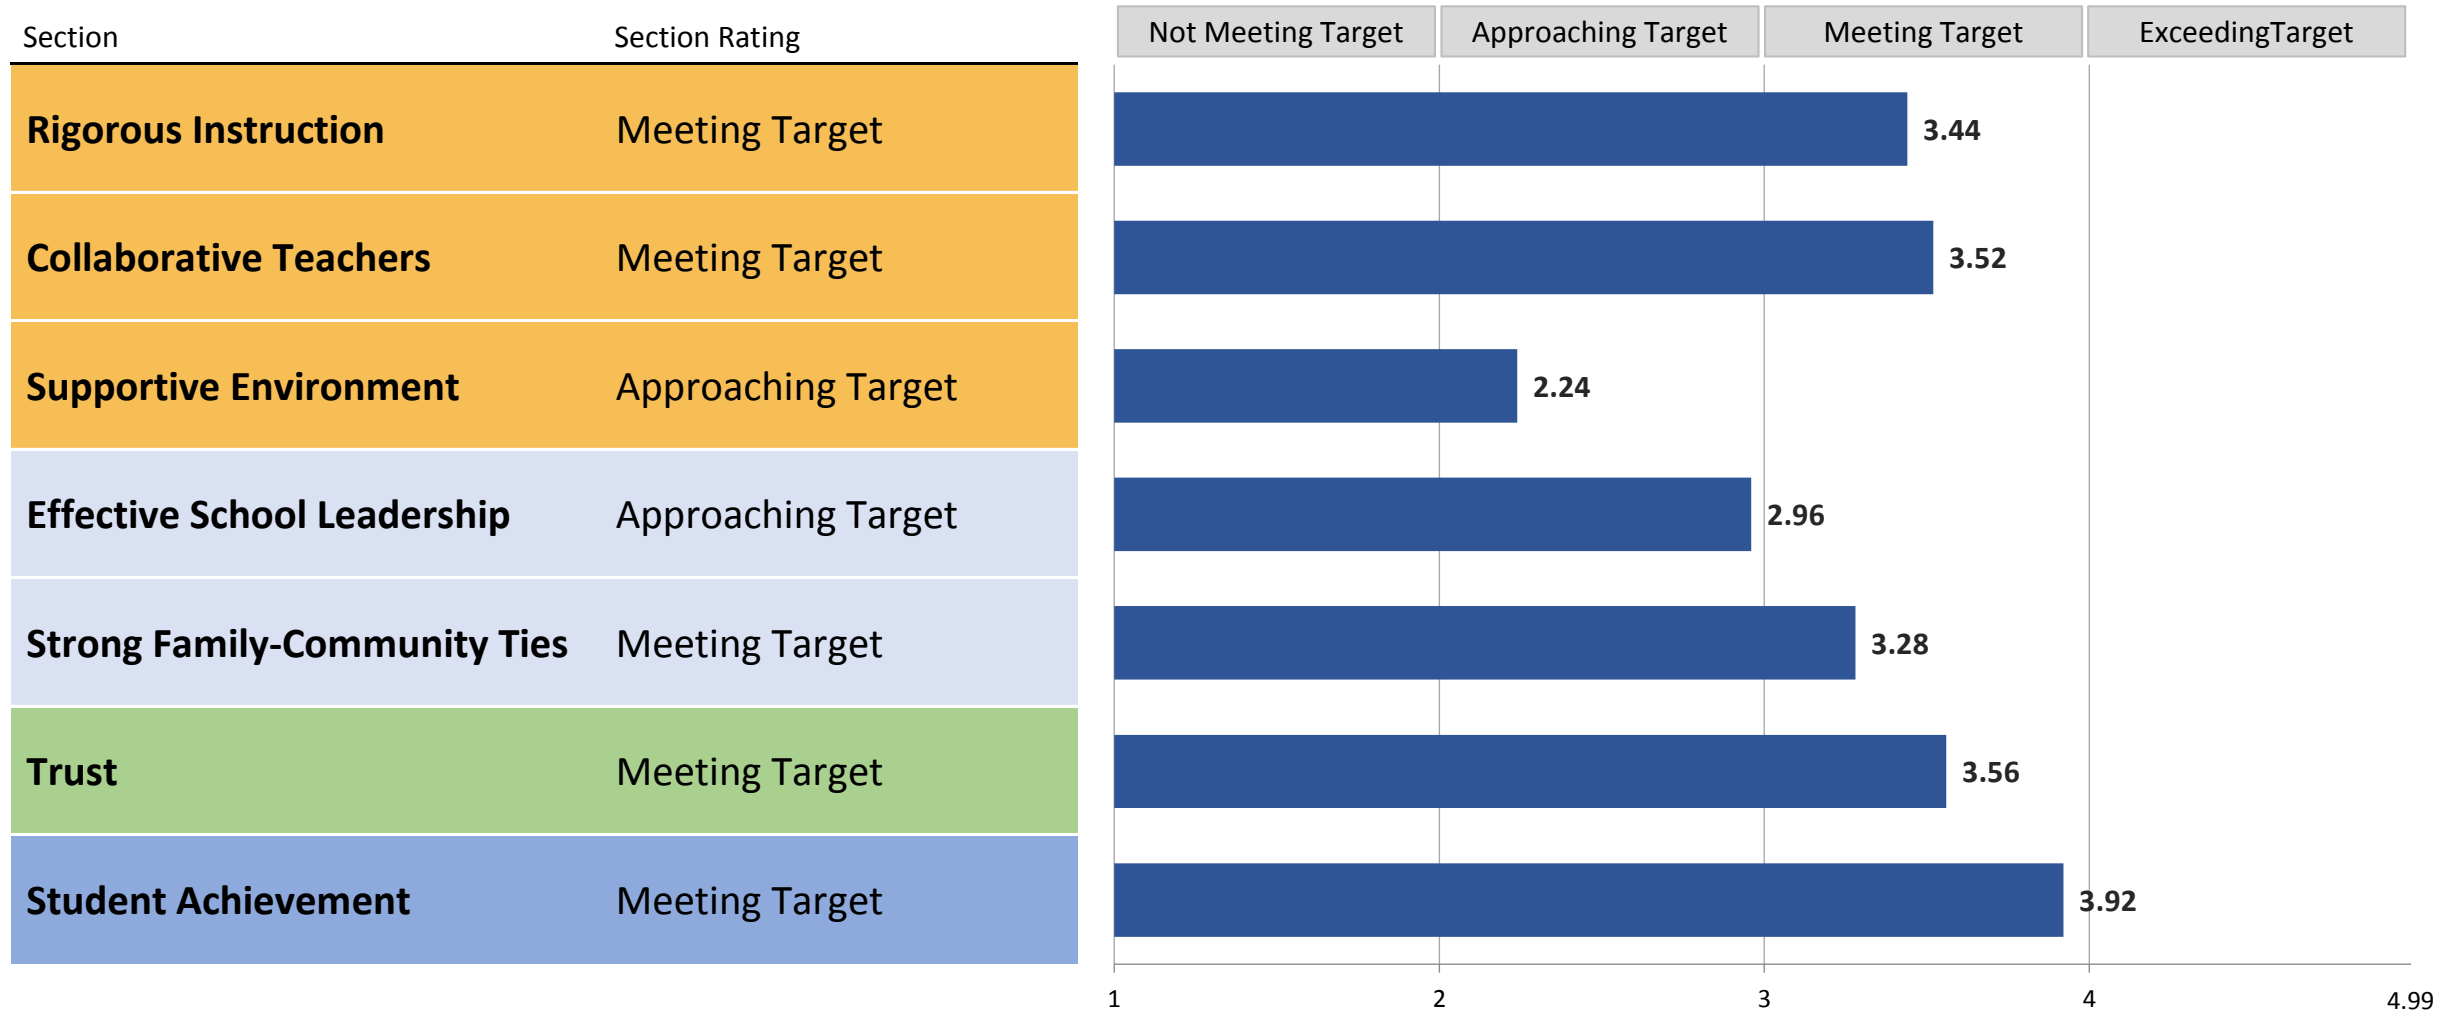 Section Section Rating Not Meeting Target Approaching Target Meeting Target ExceedingTarget
Rigorous Instruction Meeting Target 3.44
Collaborative Teachers Meeting Target 3.52
Supportive Environment Approaching Target 2.24
Effective School Leadership Approaching Target 2.96
Strong Family-Community Ties Meeting Target 3.28
Trust Meeting Target 3.56
Student Achievement Meeting Target 3.92
1 2 3 4 4.99